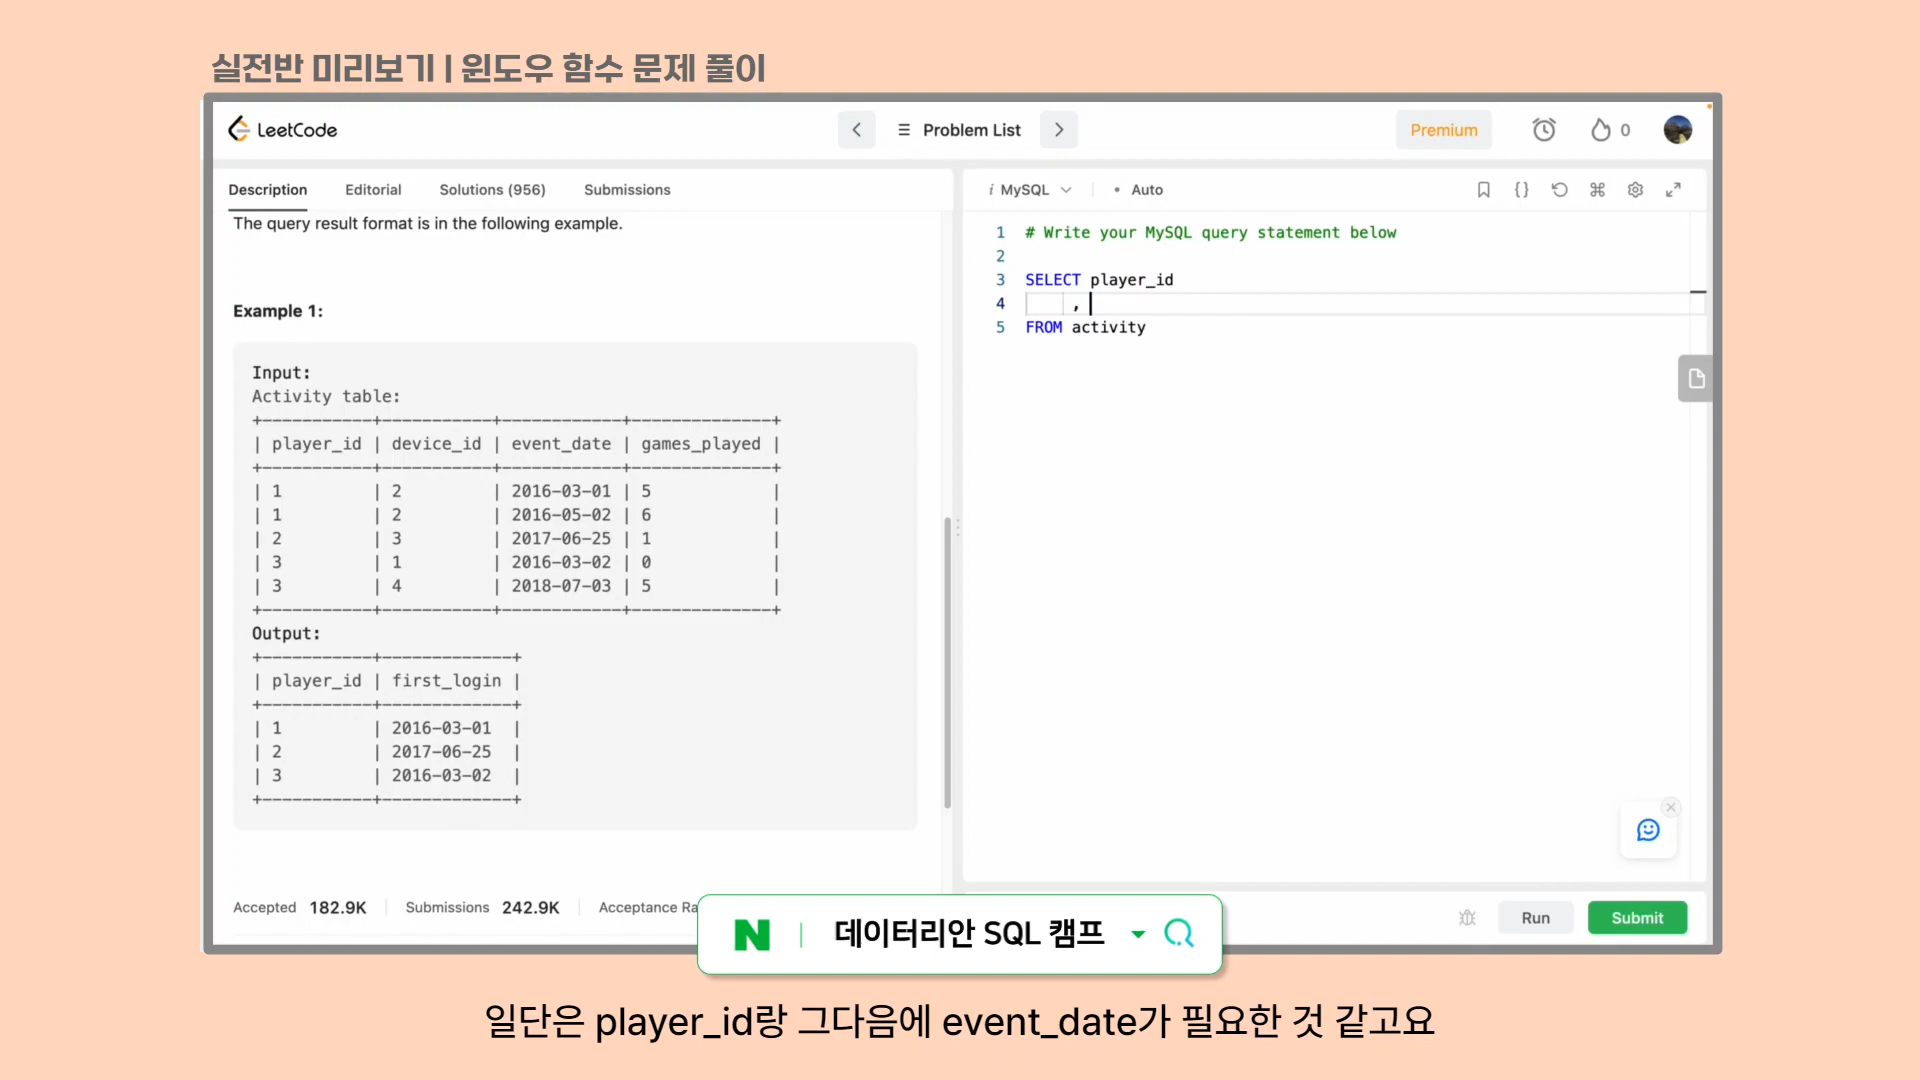 실전반 미리보기 | 윈도우 함수 문제 풀이
LeetCode
Problem List
Premium
0
Description Editorial Solutions (956) Submissions
The query result format is in the following example.
Example 1:
Input:
Activity table:
+-----------+-----------+------------+--------------+
| player_id | device_id | event_date | games_played |
+-----------+-----------+------------+--------------+
| 1         | 2         | 2016-03-01 | 5            |
| 1         | 2         | 2016-05-02 | 6            |
| 2         | 3         | 2017-06-25 | 1            |
| 3         | 1         | 2016-03-02 | 0            |
| 3         | 4         | 2018-07-03 | 5            |
+-----------+-----------+------------+--------------+
Output:
+-----------+-------------+
| player_id | first_login |
+-----------+-------------+
| 1         | 2016-03-01  |
| 2         | 2017-06-25  |
| 3         | 2016-03-02  |
+-----------+-------------+
Accepted 182.9K Submissions 242.9K Acceptance Ra
i MySQL • Auto
1 # Write your MySQL query statement below
2
3 SELECT player_id
4 ,
5 FROM activity
Run Submit
N | 데이터리안 SQL 캠프
일단은 player_id랑 그다음에 event_date가 필요한 것 같고요